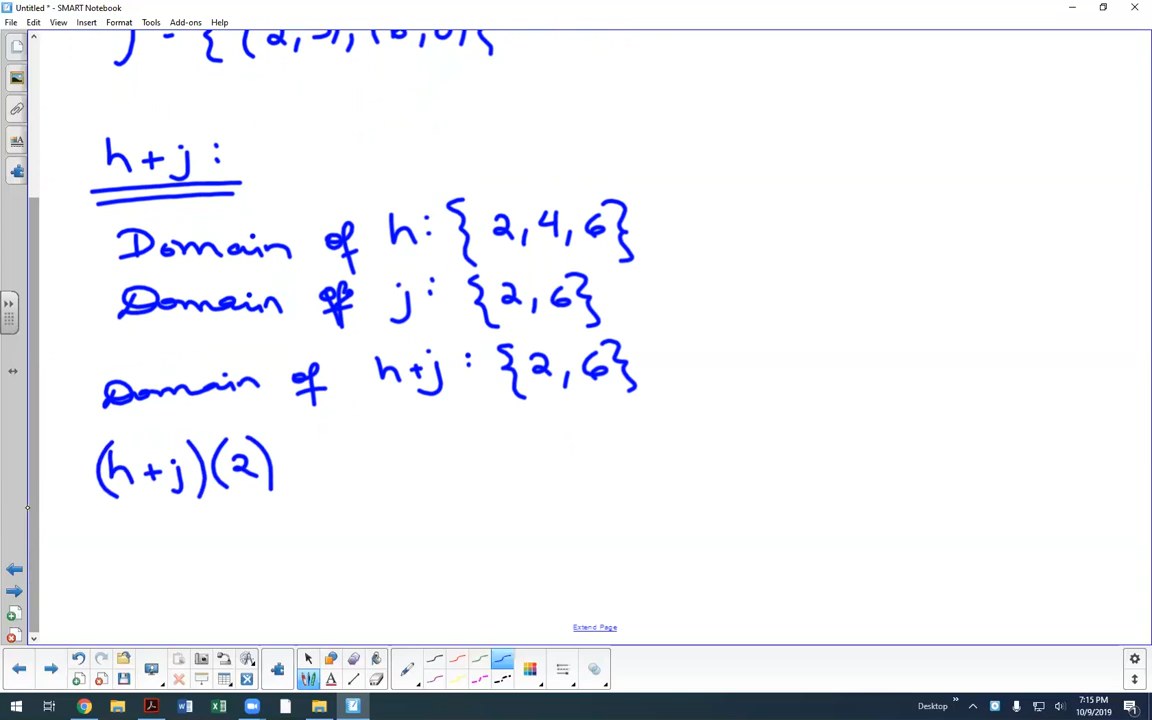 Untitled * - SMART Notebook
File Edit View Insert Format Tools Add-ons Help
h + j :
Domain of h : { 2, 4, 6 }
Domain of j : { 2, 6 }
Domain of h + j : { 2, 6 }
(h + j)(2)
Extend Page
Desktop
7:15 PM
10/9/2019